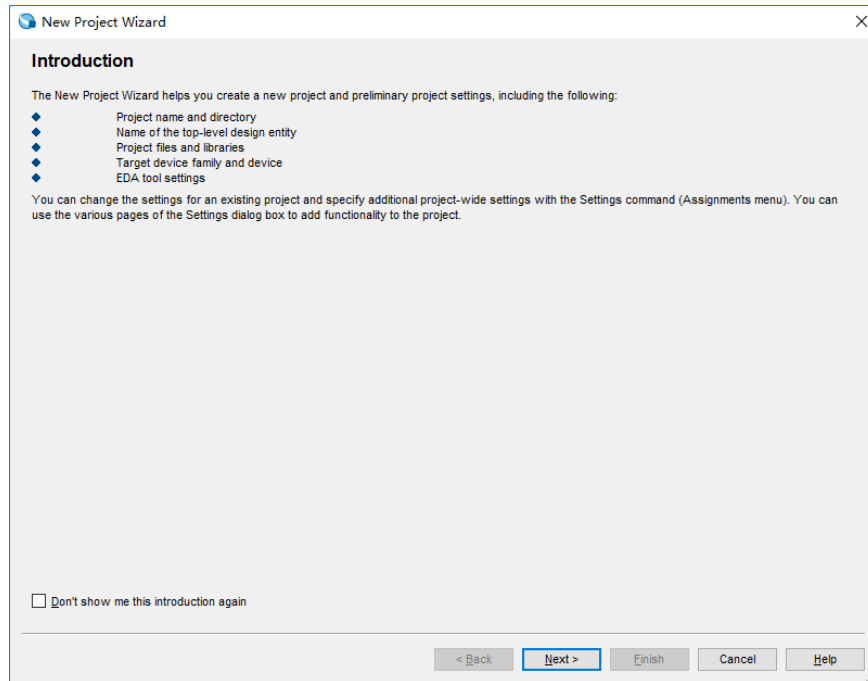 New Project Wizard
Introduction
The New Project Wizard helps you create a new project and preliminary project settings, including the following:
Project name and directory
Name of the top-level design entity
Project files and libraries
Target device family and device
EDA tool settings
You can change the settings for an existing project and specify additional project-wide settings with the Settings command (Assignments menu). You can
use the various pages of the Settings dialog box to add functionality to the project.
Don't show me this introduction again
< Back Next > Finish Cancel Help